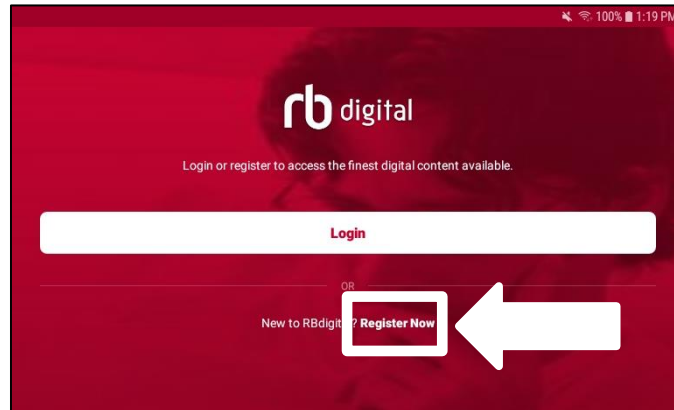 100% 1:19 PM
rb digital
Login or register to access the finest digital content available.
Login
OR
New to RBdigital? Register Now